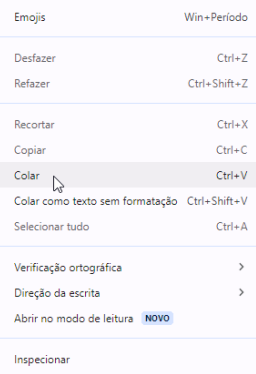 Emojis Win+Período
Desfazer Ctrl+Z
Refazer Ctrl+Shift+Z
Recortar Ctrl+X
Copiar Ctrl+C
Colar Ctrl+V
Colar como texto sem formatação Ctrl+Shift+V
Selecionar tudo Ctrl+A
Verificação ortográfica
Direção da escrita
Abrir no modo de leitura NOVO
Inspecionar